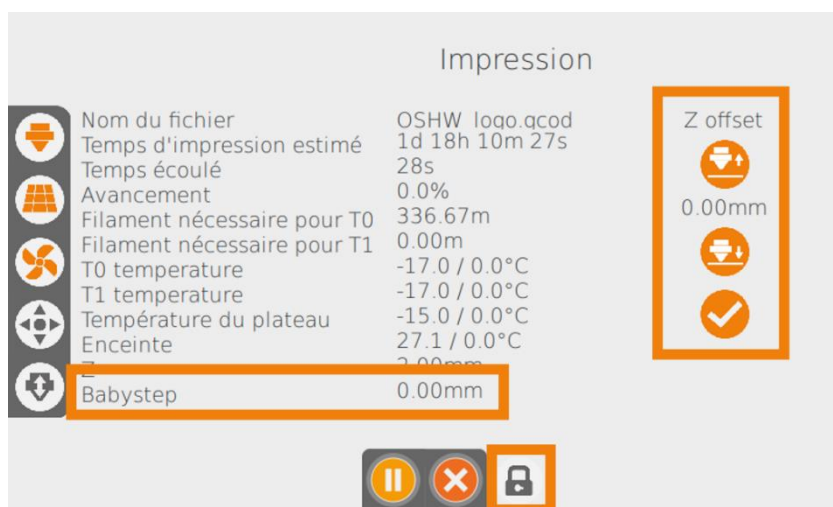 Impression
Nom du fichier OSHW_logo.gcod
Temps d'impression estimé 1d 18h 10m 27s
Temps écoulé 28s
Avancement 0.0%
Filament nécessaire pour T0 336.67m
Filament nécessaire pour T1 0.00m
T0 temperature -17.0 / 0.0°C
T1 temperature -17.0 / 0.0°C
Température du plateau -15.0 / 0.0°C
Enceinte 27.1 / 0.0°C
Z 2.00mm
Babystep 0.00mm
Z offset
0.00mm